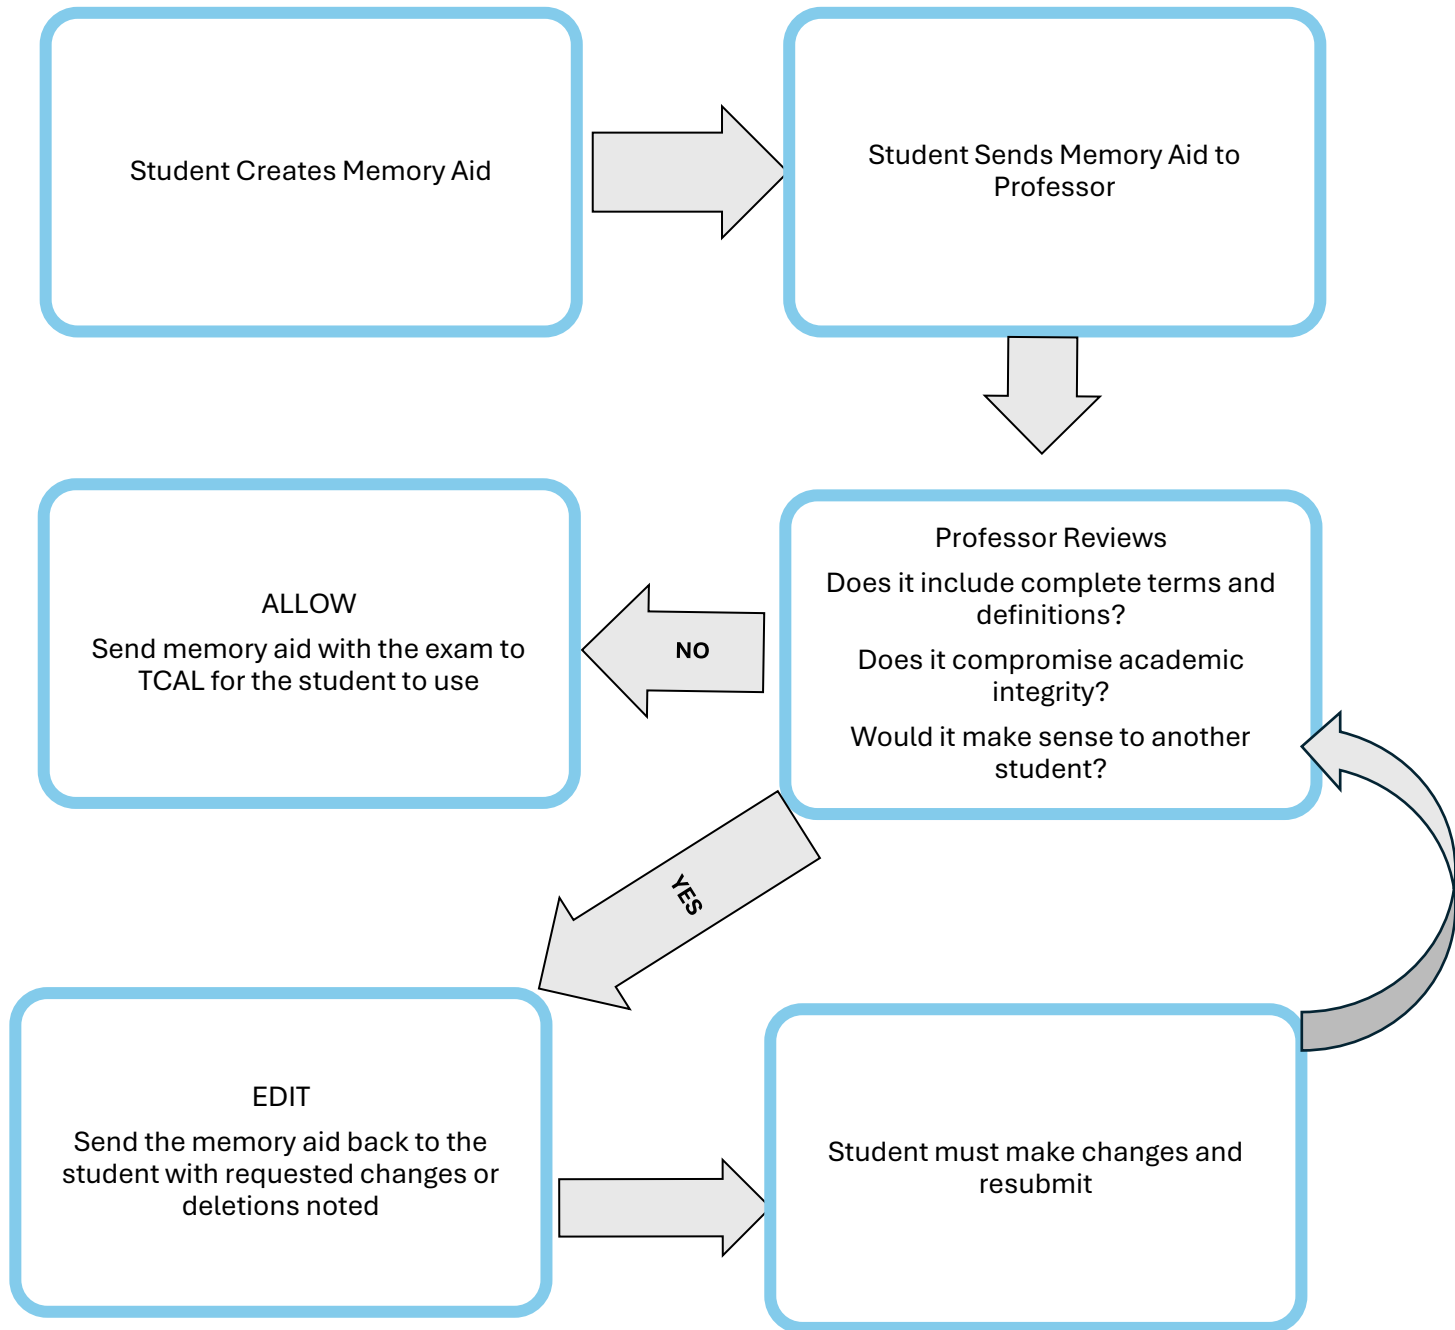 Student Creates Memory Aid
Student Sends Memory Aid to
Professor
Professor Reviews
Does it include complete terms and
definitions?
Does it compromise academic
integrity?
Would it make sense to another
student?
NO
ALLOW
Send memory aid with the exam to
TCAL for the student to use
YES
EDIT
Send the memory aid back to the
student with requested changes or
deletions noted
Student must make changes and
resubmit